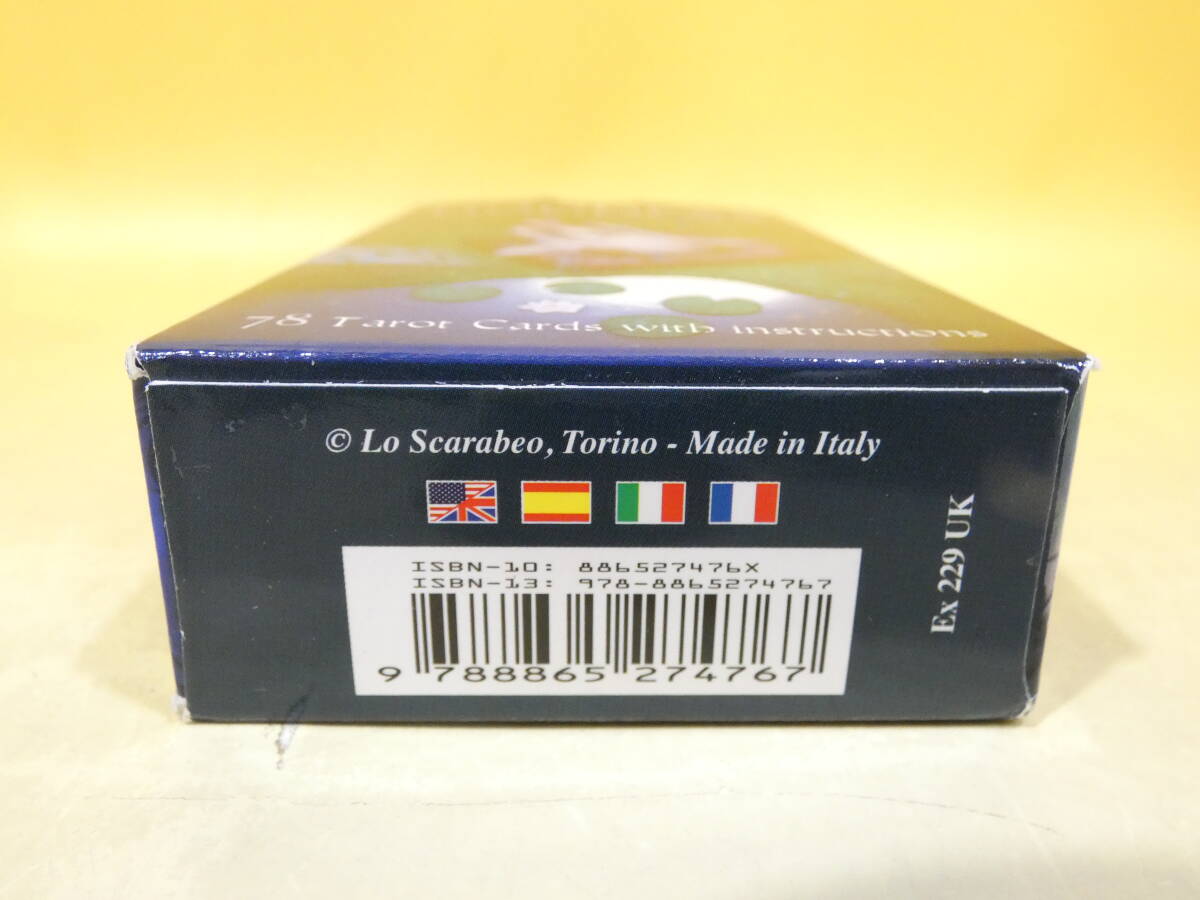 78 Tarot Cards with instructions
© Lo Scarabeo, Torino - Made in Italy
ISBN-10: 886527476X
ISBN-13: 978-8865274767
9 788865 274767
Ex 229 UK